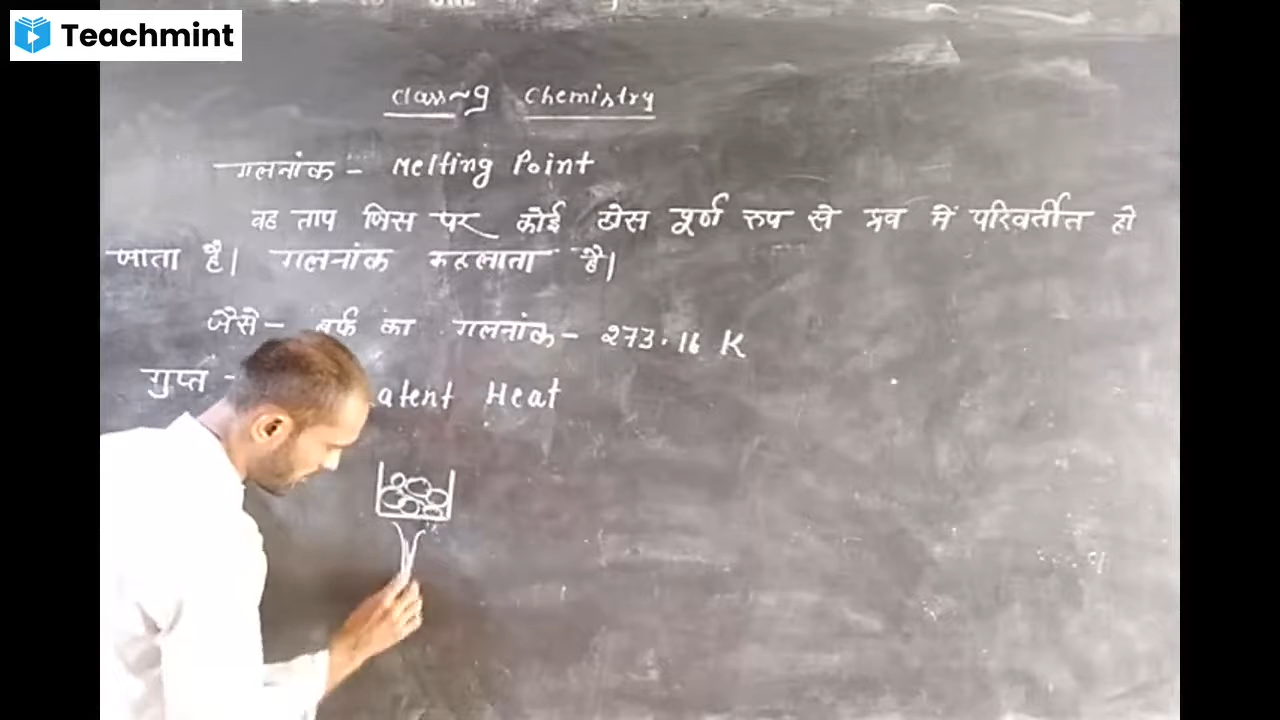 Teachmint
Class~9 Chemistry
गलनांक - Melting Point
वह ताप जिस पर कोई ठोस पूर्ण रुप से द्रव में परिवर्तीत हो
जाता है। गलनांक कहलाता है।
जैसे- बर्फ का गलनांक - 273.16 K
गुप्त - atent Heat